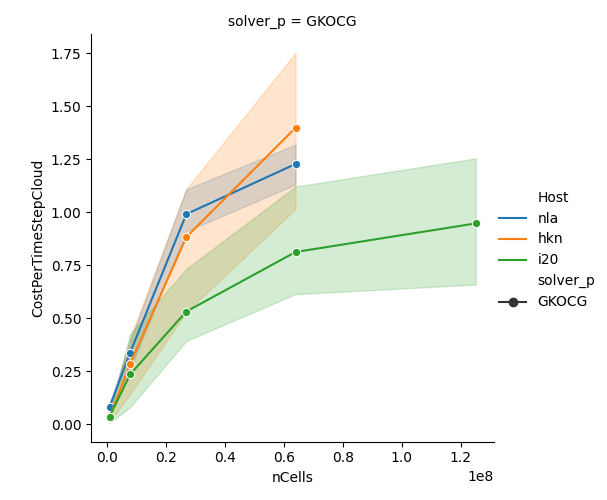 solver_p = GKOCG
CostPerTimeStepCloud
1.75
1.50
1.25
1.00
0.75
0.50
0.25
0.00
0.0 0.2 0.4 0.6 0.8 1.0 1.2
1e8
nCells
Host
nla
hkn
i20
solver_p
GKOCG